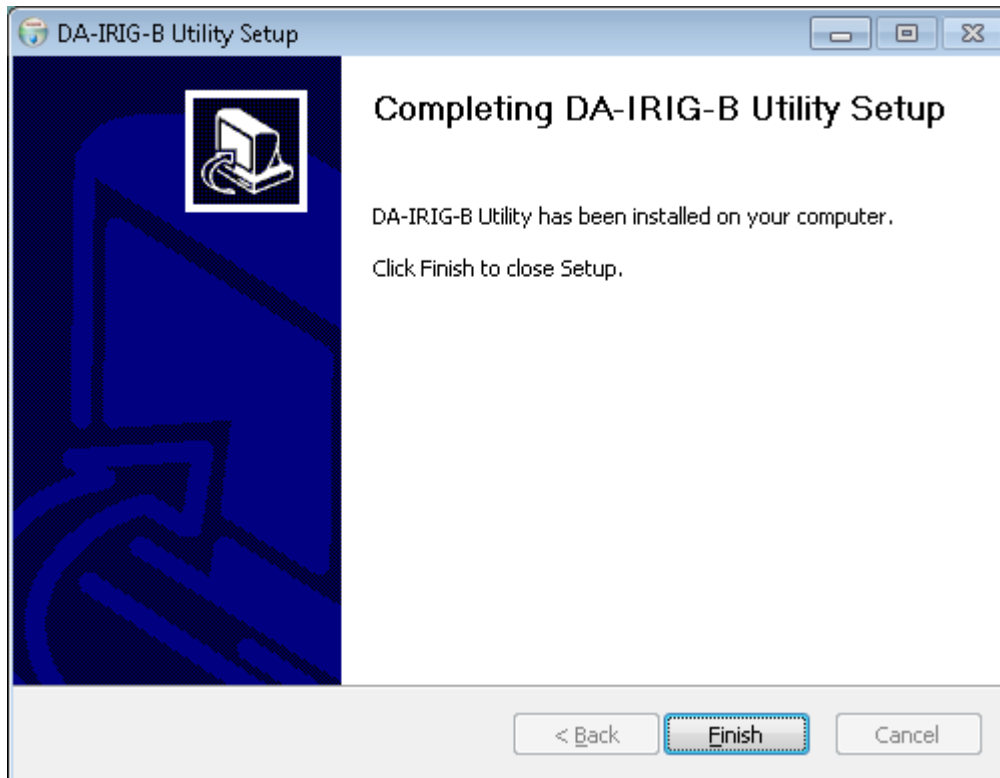 DA-IRIG-B Utility Setup
Completing DA-IRIG-B Utility Setup
DA-IRIG-B Utility has been installed on your computer.
Click Finish to close Setup.
< Back Finish Cancel